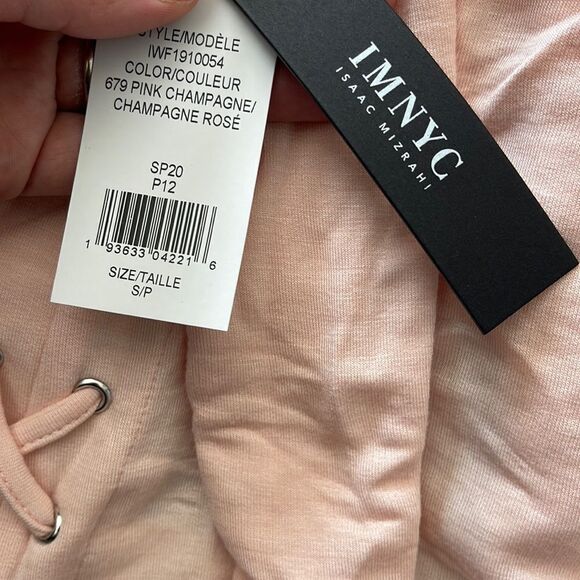 STYLE/MODÈLE
IWF1910054
COLOR/COULEUR
679 PINK CHAMPAGNE/
CHAMPAGNE ROSÉ
SP20
P12
1 93633 04221 6
SIZE/TAILLE
S/P
IMNYC
ISAAC MIZRAHI